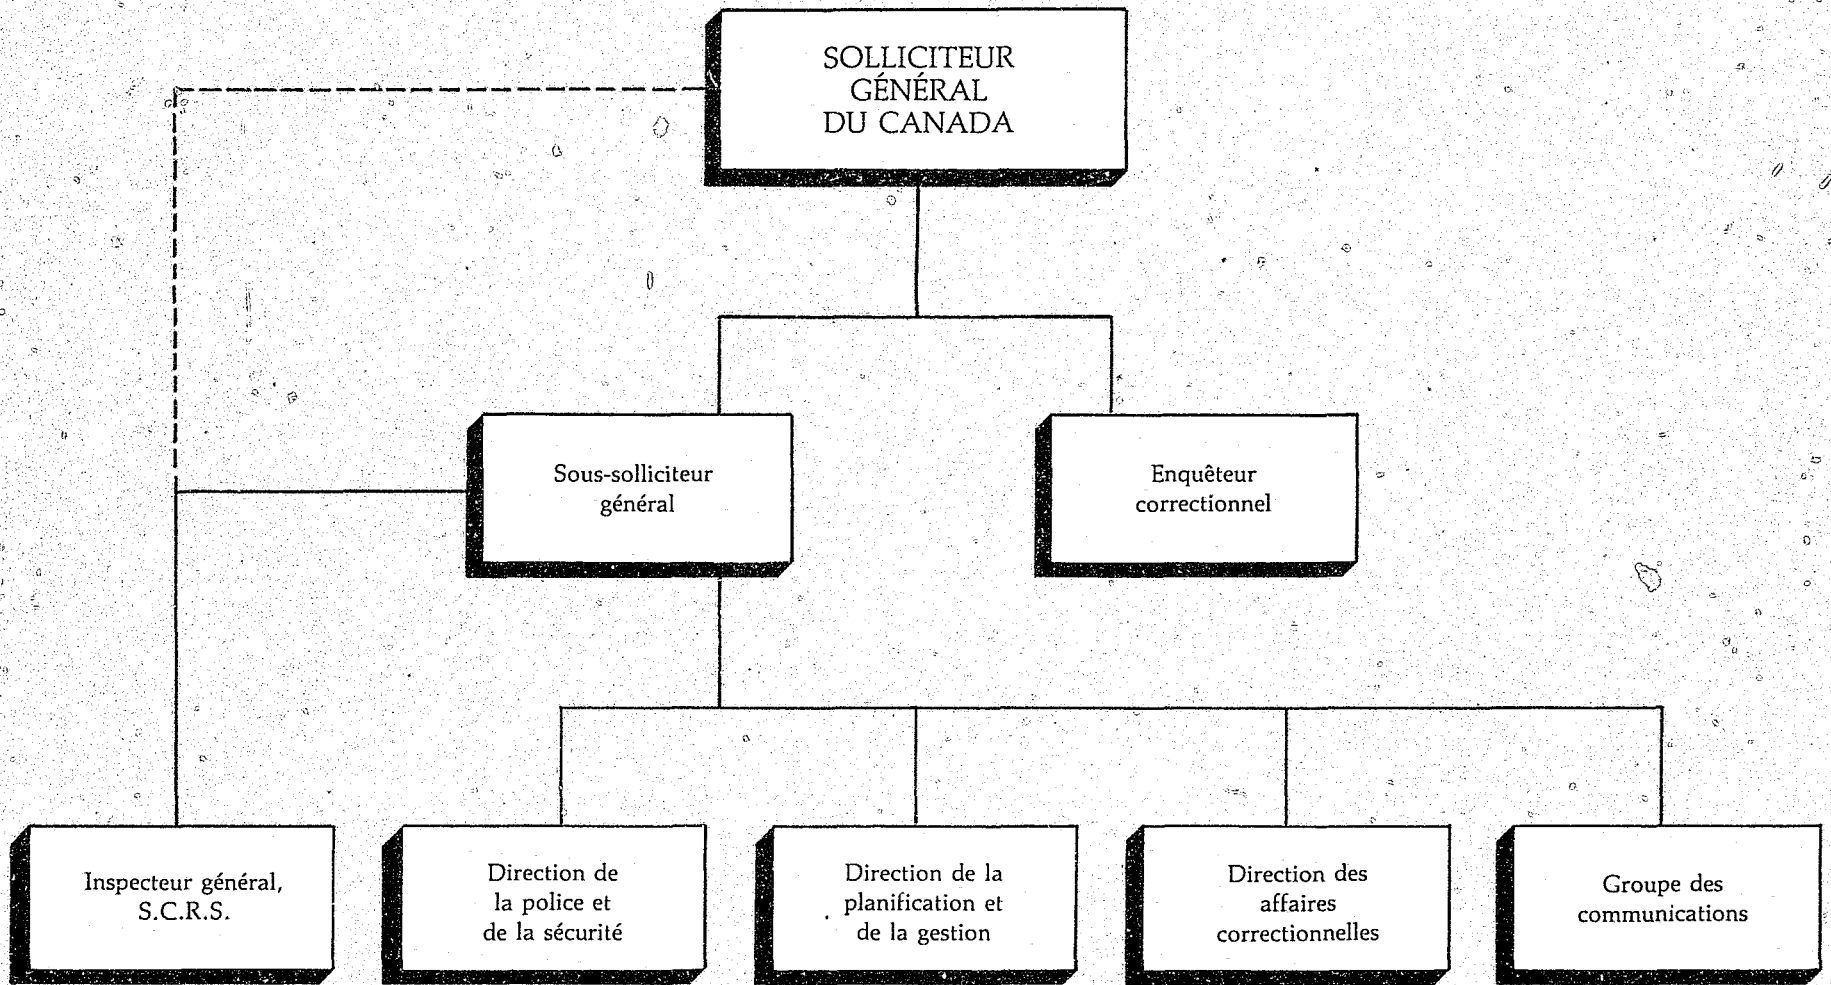 SOLLICITEUR
GÉNÉRAL
DU CANADA
Sous-solliciteur
général
Enquêteur
correctionnel
Inspecteur général,
S.C.R.S.
Direction de
la police et
de la sécurité
Direction de la
planification et
de la gestion
Direction des
affaires
correctionnelles
Groupe des
communications